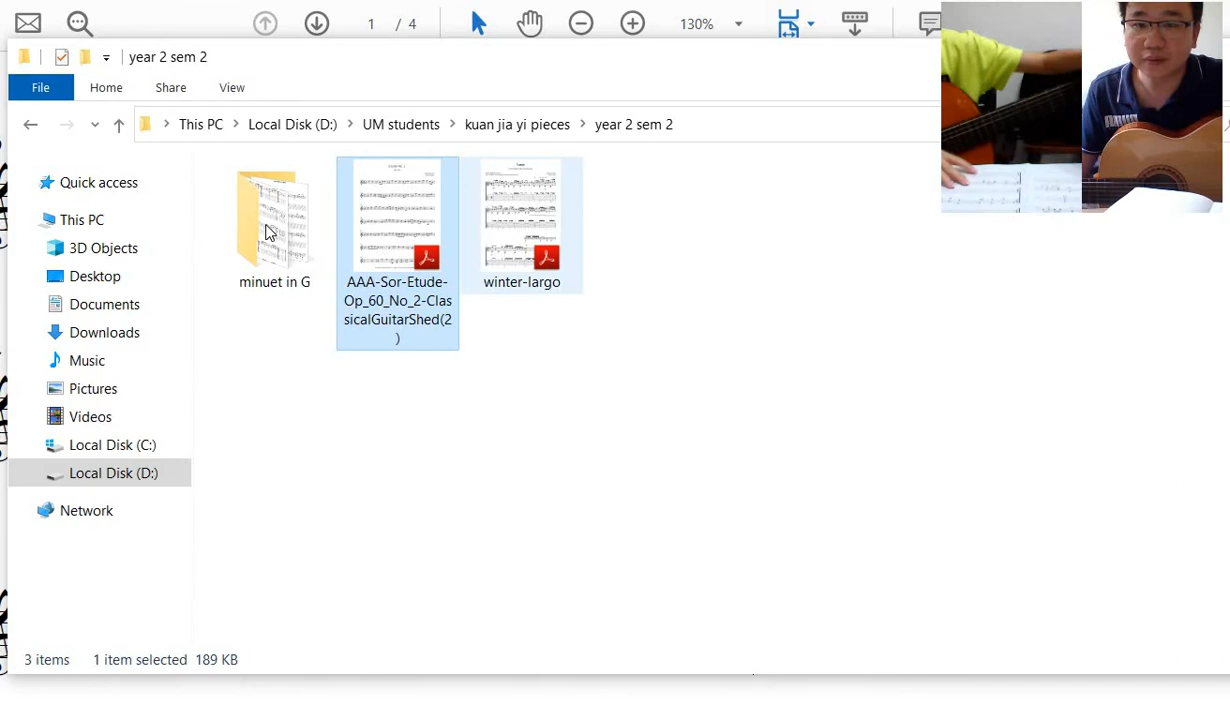 1 / 4
130%
year 2 sem 2
File Home Share View
This PC Local Disk (D:) UM students kuan jia yi pieces year 2 sem 2
Quick access
This PC
3D Objects
Desktop
Documents
Downloads
Music
Pictures
Videos
Local Disk (C:)
Local Disk (D:)
Network
minuet in G
AAA-Sor-Etude-
Op_60_No_2-Clas
sicalGuitarShed(2
)
winter-largo
3 items 1 item selected 189 KB